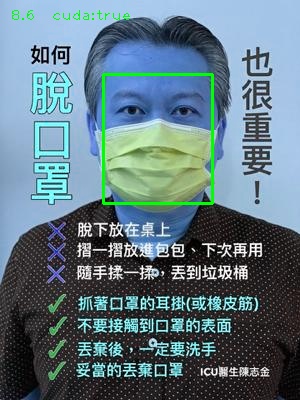 8.6 cuda:true
如何
脫口罩
也很重要！
脫下放在桌上
摺一摺放進包包、下次再用
隨手揉一揉，丟到垃圾桶
抓著口罩的耳掛(或橡皮筋)
不要接觸到口罩的表面
丟棄後，一定要洗手
妥當的丟棄口罩
ICU醫生陳志金